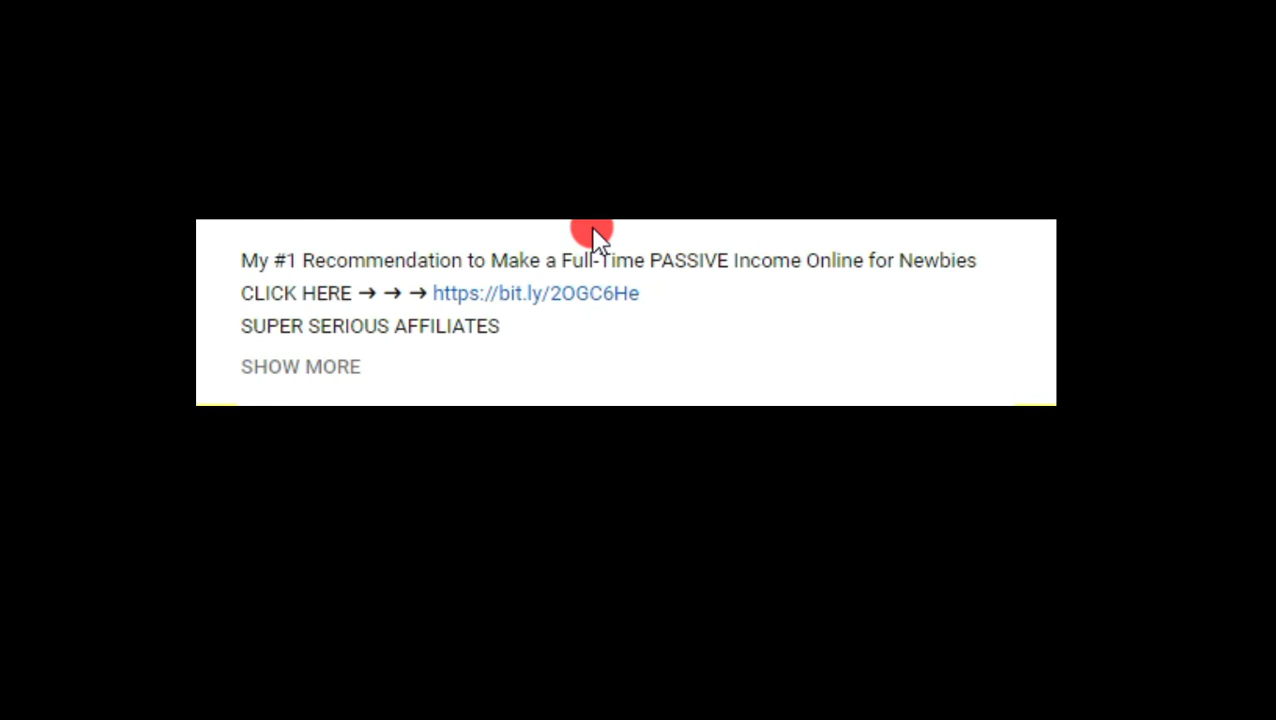 My #1 Recommendation to Make a Full-Time PASSIVE Income Online for Newbies
CLICK HERE → → → https://bit.ly/2OGC6He
SUPER SERIOUS AFFILIATES
SHOW MORE